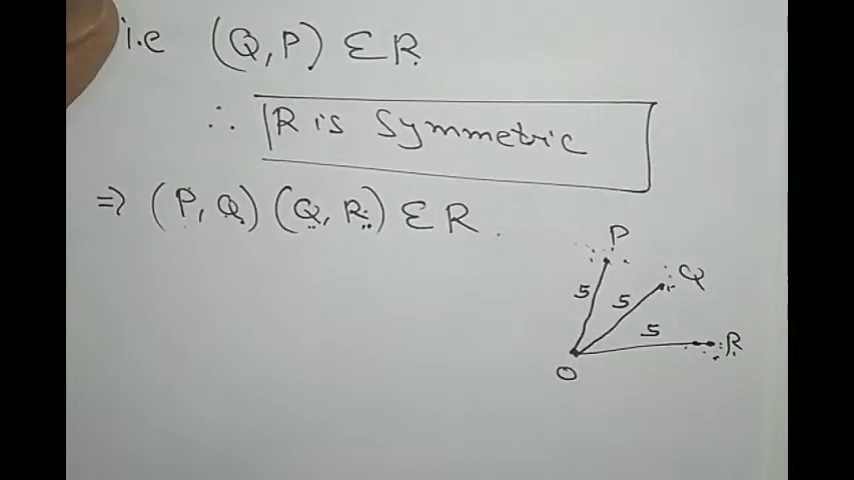 i.e (Q, P) ∈ R
∴ R is Symmetric
⇒ (P, Q) (Q, R) ∈ R.
P
Q
5
5
5
R
O